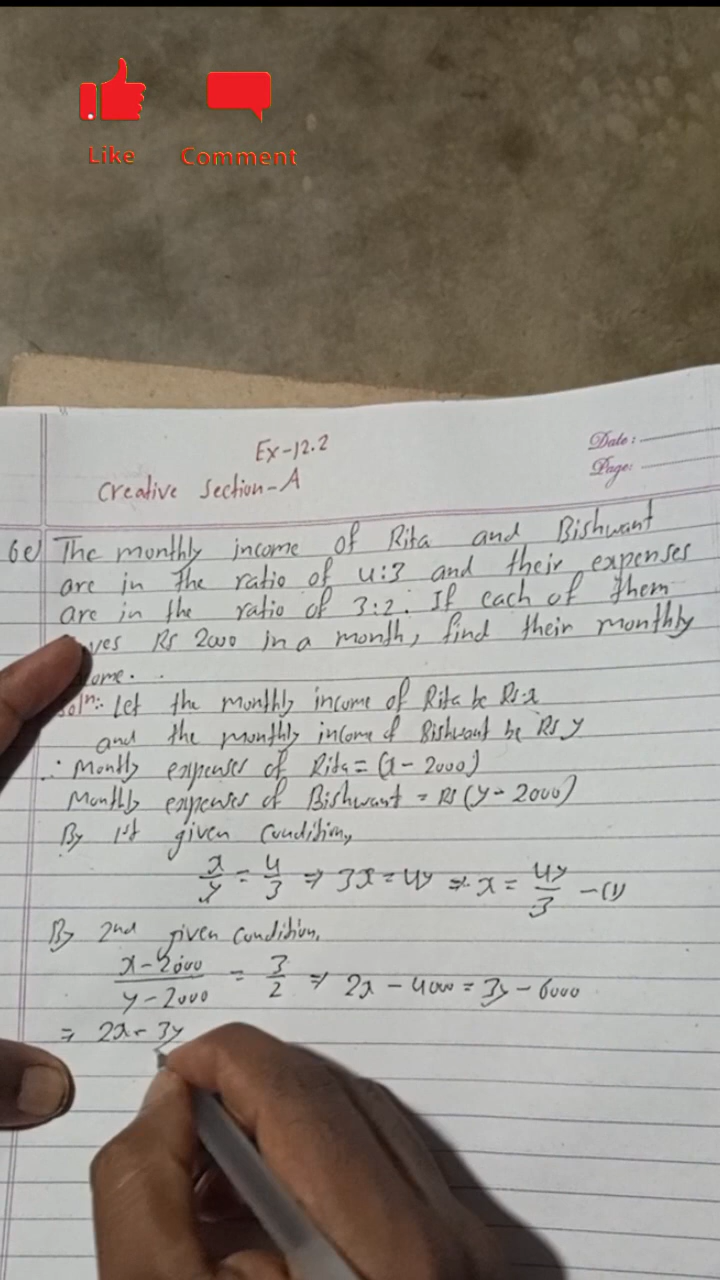 Like Comment
Ex-12.2
Date:
Page:
Creative Section-A
6e) The monthly income of Rita and Bishwant
are in the ratio of 4:3 and their expenses
are in the ratio of 3:2. If each of them
ves Rs 2000 in a month, find their monthly
ome.
Solⁿ: Let the monthly income of Rita be Rs.x
and the monthly income of Bishwant be Rs y
∴ Montly expenses of Rita = (x - 2000)
Monthly expenses of Bishwant = Rs (y - 2000)
By 1st given condition,
x/y = 4/3 ⇒ 3x = 4y ⇒ x = 4y/3 - (1)
By 2nd given condition,
x - 2000/y - 2000 = 3/2 ⇒ 2x - 4000 = 3y - 6000
⇒ 2x - 3y